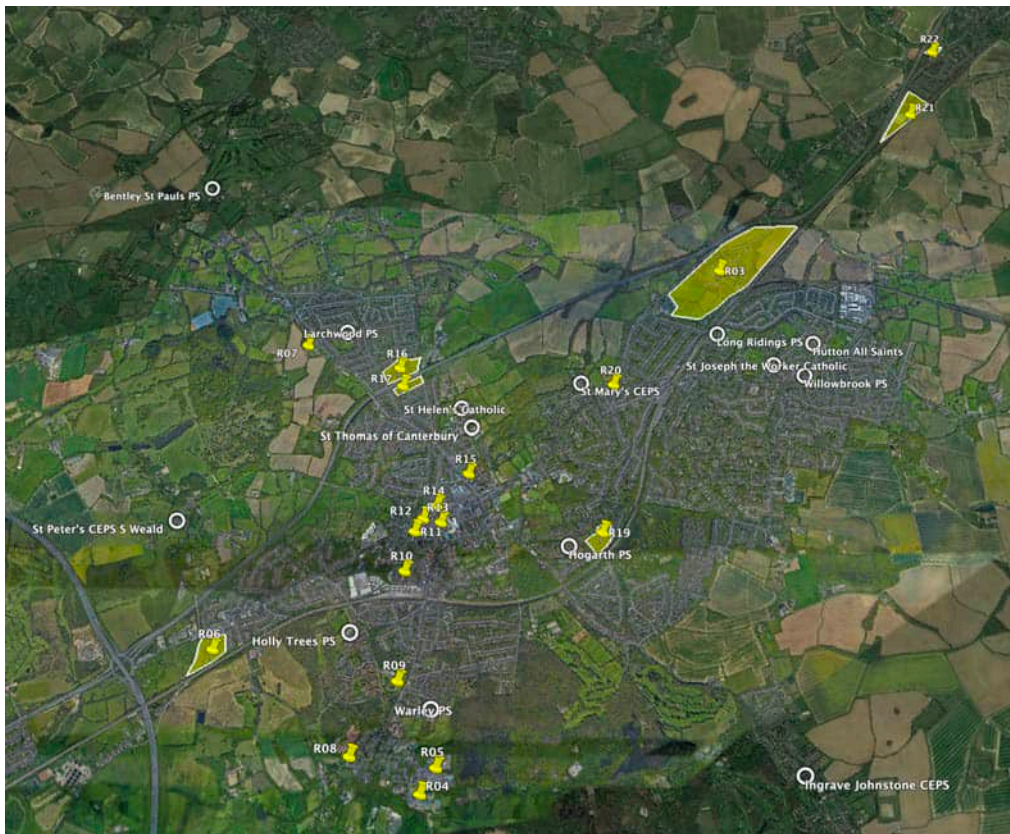 R22
R21
Bentley St Pauls PS
R03
Larchwood PS
R07
Long Ridings PS
Hutton All Saints
R16
St Joseph the Worker Catholic
R17
R20
Willowbrook PS
St Mary's CEPS
St Helen's Catholic
St Thomas of Canterbury
R15
R14
R13
R12
St Peter's CEPS S Weald
R11
R19
Hogarth PS
R10
Holly Trees PS
R06
R09
Warley PS
R08
R05
R04
Ingrave Johnstone CEPS